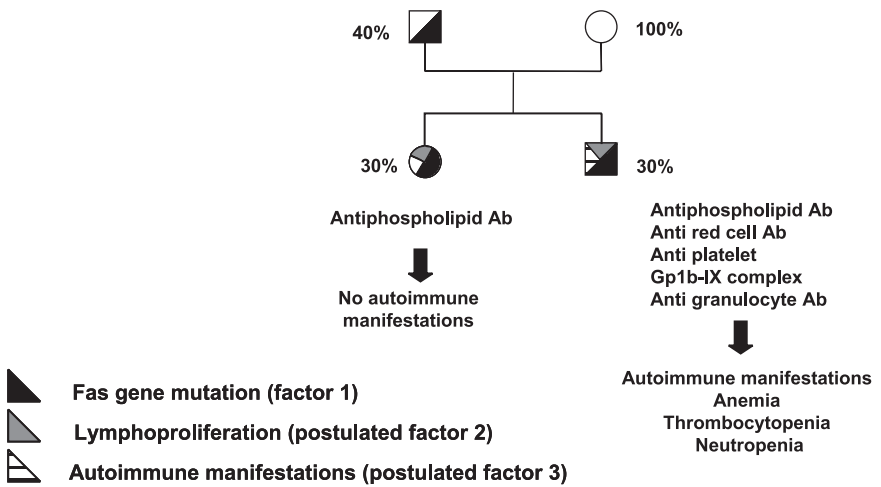 40%
100%
30%
30%
Antiphospholipid Ab
No autoimmune
manifestations
Antiphospholipid Ab
Anti red cell Ab
Anti platelet
Gp1b-IX complex
Anti granulocyte Ab
Autoimmune manifestations
Anemia
Thrombocytopenia
Neutropenia
Fas gene mutation (factor 1)
Lymphoproliferation (postulated factor 2)
Autoimmune manifestations (postulated factor 3)